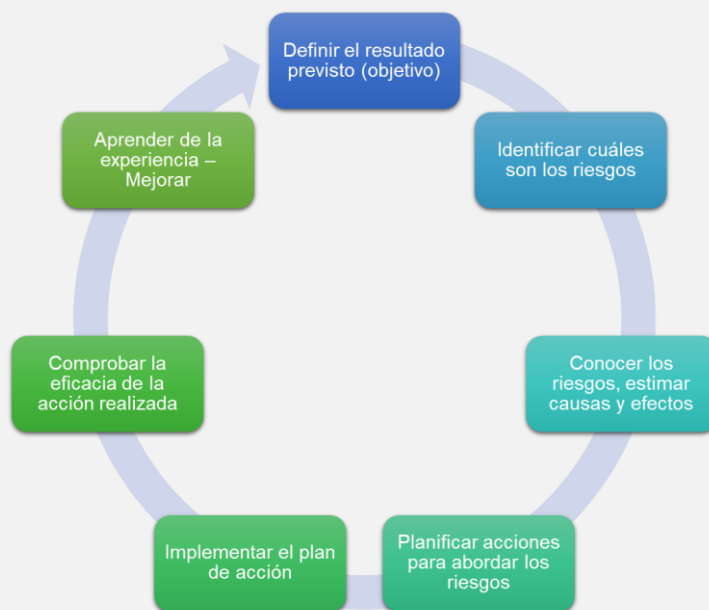 Definir el resultado
previsto (objetivo)
Identificar cuáles
son los riesgos
Conocer los
riesgos, estimar
causas y efectos
Planificar acciones
para abordar los
riesgos
Implementar el plan
de acción
Comprobar la
eficacia de la
acción realizada
Aprender de la
experiencia –
Mejorar